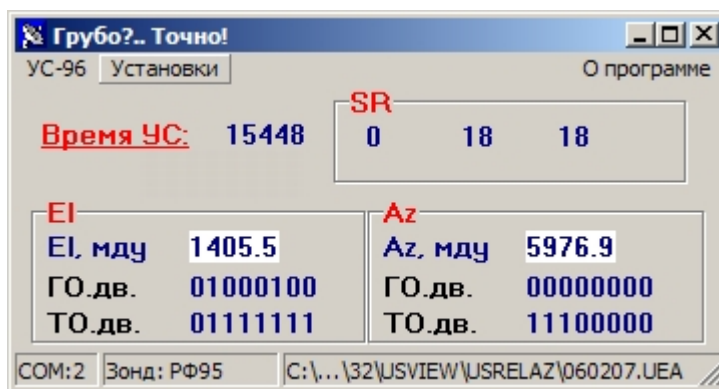 Грубо?.. Точно!
УС-96 Установки О программе
SR
Время УС: 15448 0 18 18
El Az
El, мду 1405.5 Az, мду 5976.9
ГО.дв. 01000100 ГО.дв. 00000000
ТО.дв. 01111111 ТО.дв. 11100000
COM:2 Зонд: РФ95 C:\...\32\USVIEW\USRELAZ\060207.UEA